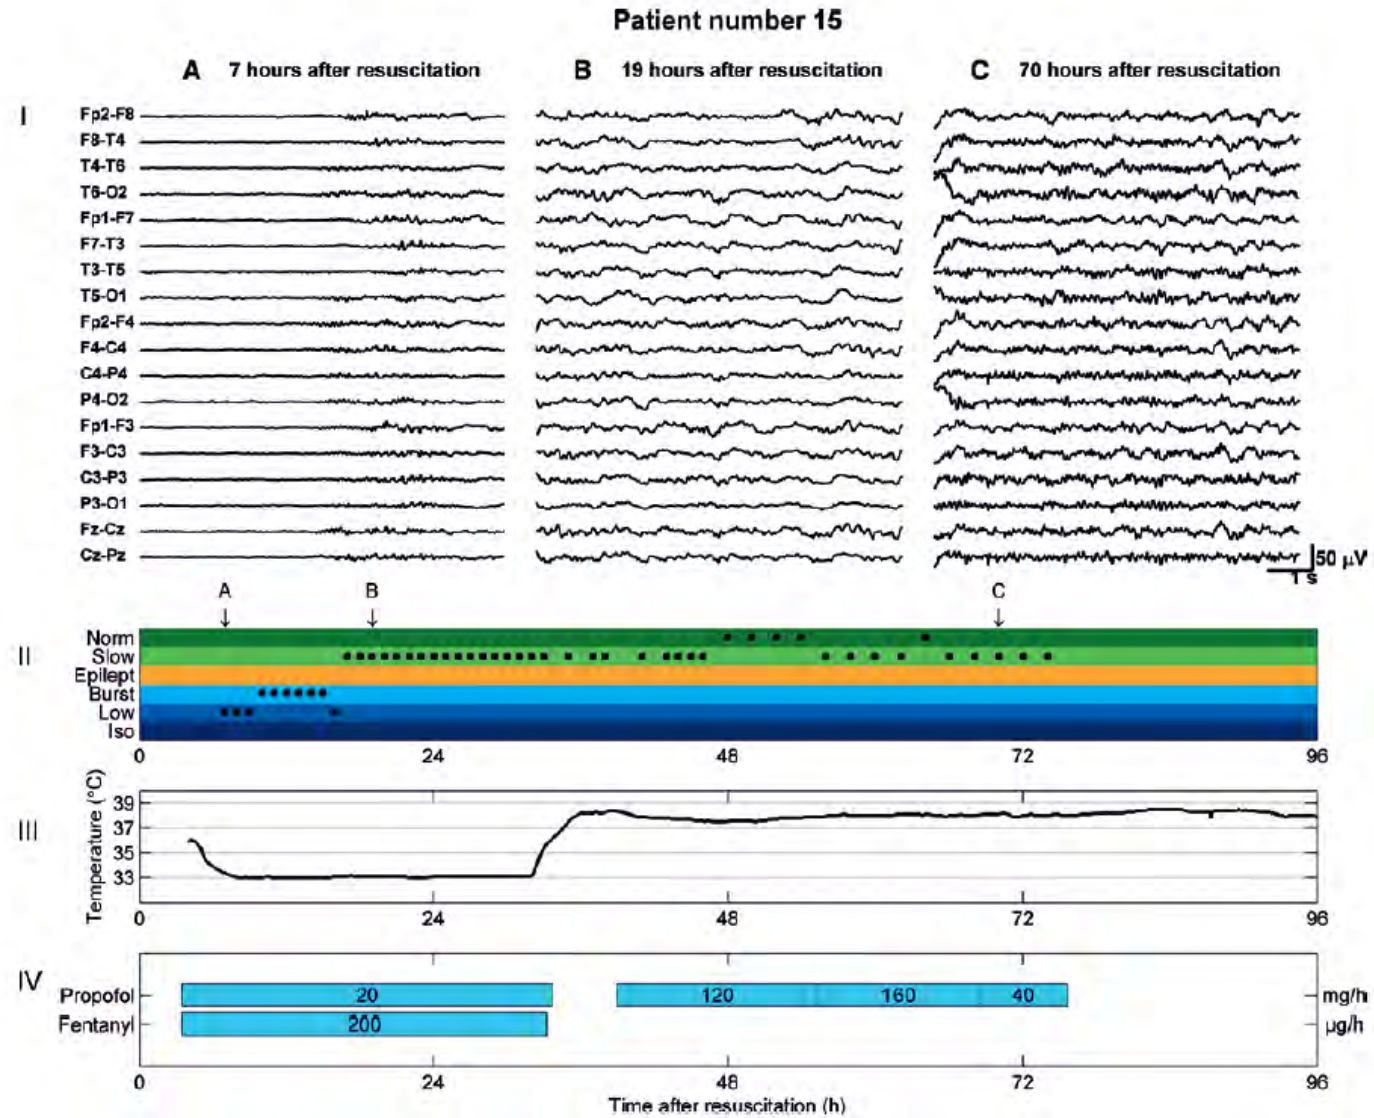 Patient number 15
A 7 hours after resuscitation B 19 hours after resuscitation C 70 hours after resuscitation
I
Fp2-F8
F8-T4
T4-T6
T6-O2
Fp1-F7
F7-T3
T3-T5
T5-O1
Fp2-F4
F4-C4
C4-P4
P4-O2
Fp1-F3
F3-C3
C3-P3
P3-O1
Fz-Cz
Cz-Pz
50 µV
1 s
A B C
II
Norm
Slow
Epilept
Burst
Low
Iso
0 24 48 72 96
III
Temperature (°C)
39
37
35
33
0 24 48 72 96
IV
Propofol 20 120 160 40 mg/h
Fentanyl 200 µg/h
0 24 48 72 96
Time after resuscitation (h)